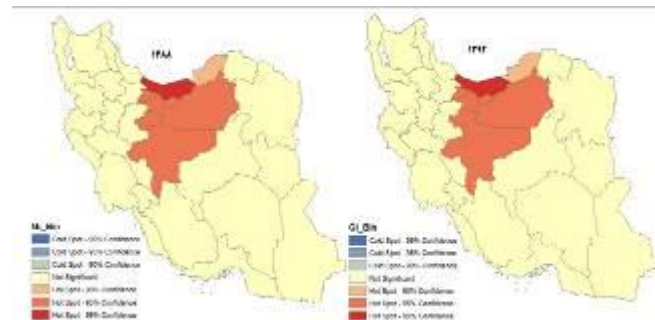 ۱۳۸۸
Cold Spot - 99% Confidence
Cold Spot - 95% Confidence
Cold Spot - 90% Confidence
Not Significant
Hot Spot - 90% Confidence
Hot Spot - 95% Confidence
Hot Spot - 99% Confidence
۱۳۹۲
Gi_Bin
Cold Spot - 99% Confidence
Cold Spot - 95% Confidence
Cold Spot - 90% Confidence
Not Significant
Hot Spot - 90% Confidence
Hot Spot - 95% Confidence
Hot Spot - 99% Confidence